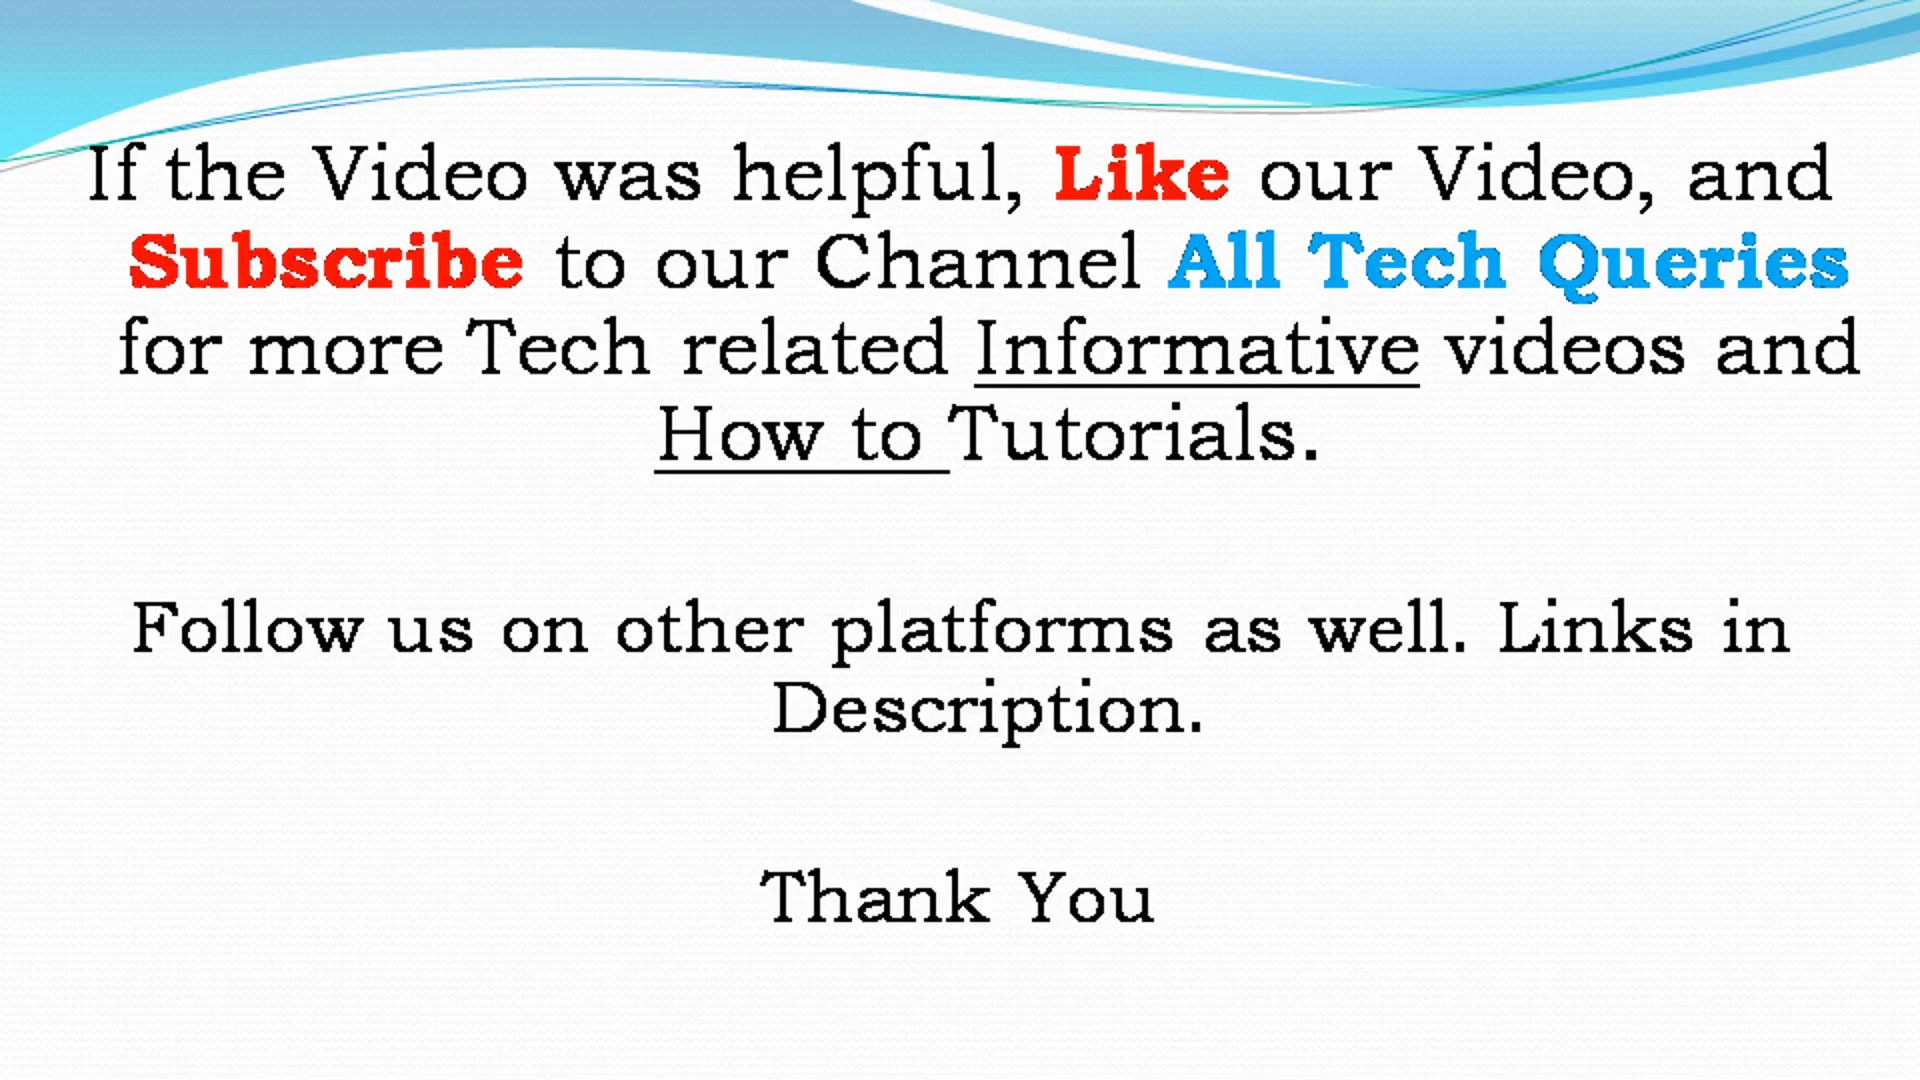 If the Video was helpful, Like our Video, and
Subscribe to our Channel All Tech Queries
for more Tech related Informative videos and
How to Tutorials.
Follow us on other platforms as well. Links in
Description.
Thank You